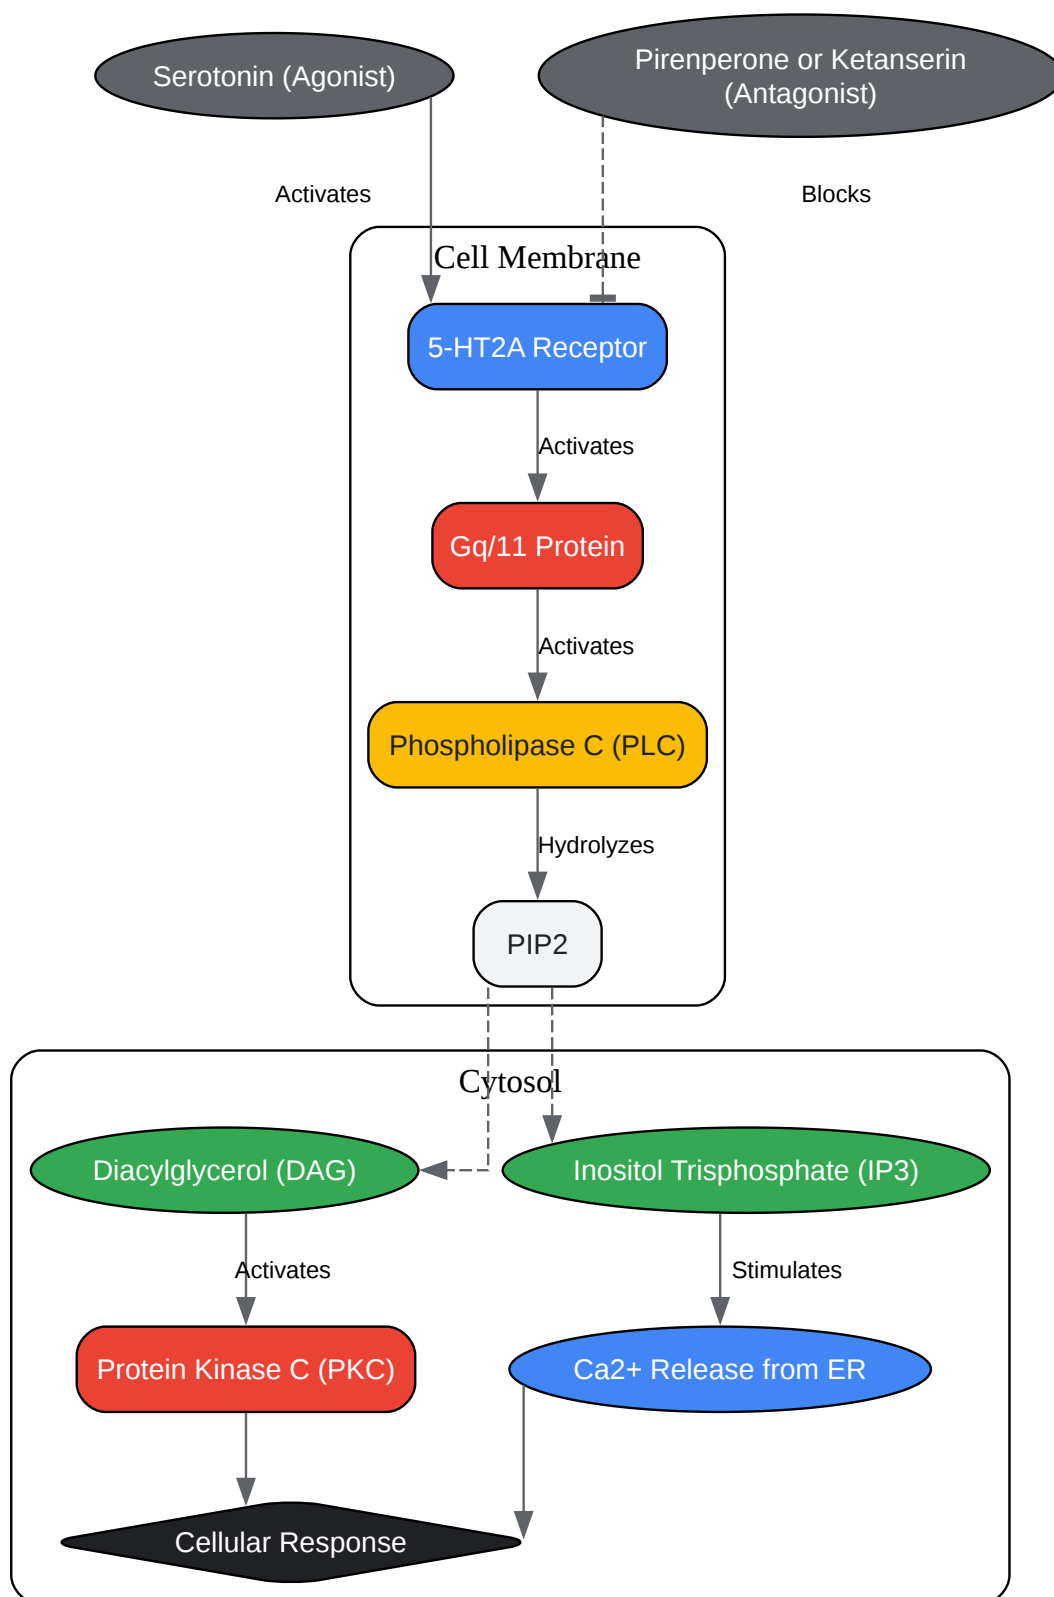 Serotonin (Agonist)
Pirenperone or Ketanserin
(Antagonist)
Activates
Blocks
Cell Membrane
5-HT2A Receptor
Activates
Gq/11 Protein
Activates
Phospholipase C (PLC)
Hydrolyzes
PIP2
Cytosol
Diacylglycerol (DAG)
Inositol Trisphosphate (IP3)
Activates
Stimulates
Protein Kinase C (PKC)
Ca2+ Release from ER
Cellular Response